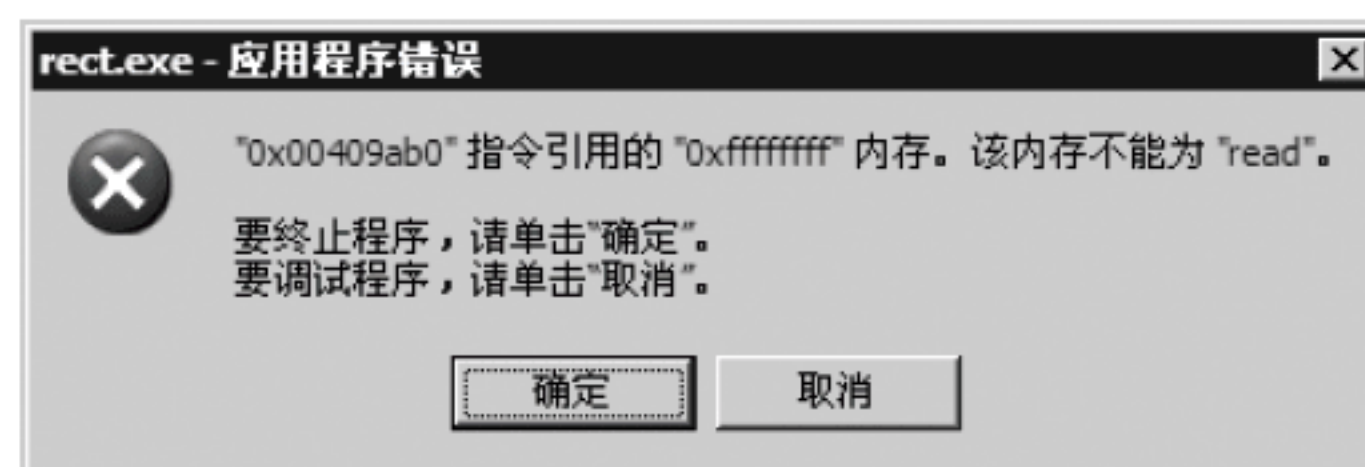 rect.exe - 应用程序错误
"0x00409ab0" 指令引用的 "0xffffffff" 内存。该内存不能为 "read"。
要终止程序，请单击"确定"。
要调试程序，请单击"取消"。
确定 取消